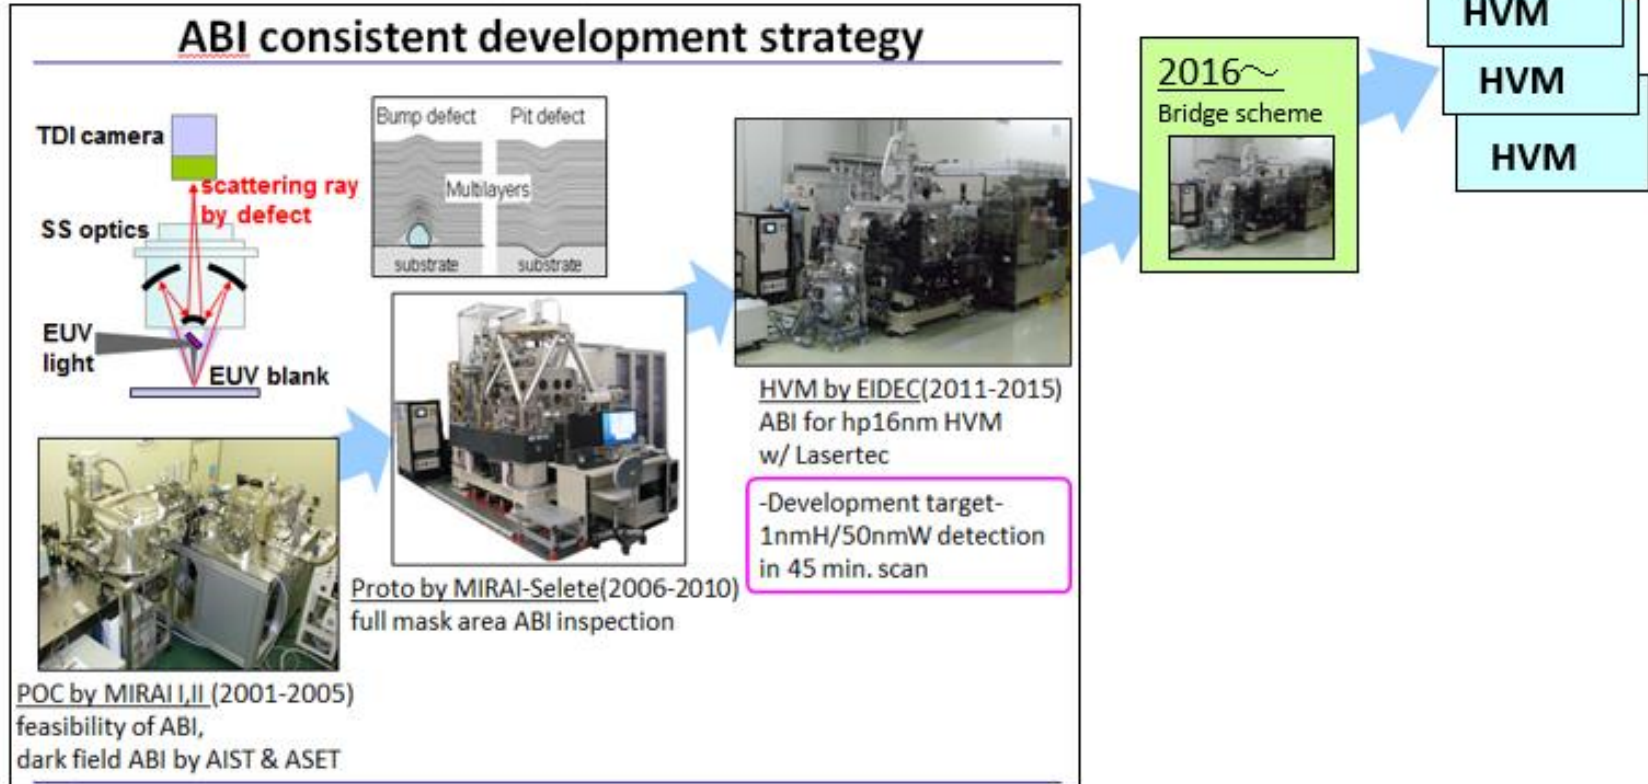 ABI consistent development strategy
TDI camera
scattering ray
by defect
SS optics
EUV
light
EUV blank
Bump defect
Pit defect
Multilayers
substrate
substrate
POC by MIRAI I,II (2001-2005)
feasibility of ABI,
dark field ABI by AIST & ASET
Proto by MIRAI-Selete(2006-2010)
full mask area ABI inspection
HVM by EIDEC(2011-2015)
ABI for hp16nm HVM
w/ Lasertec
-Development target-
1nmH/50nmW detection
in 45 min. scan
2016～
Bridge scheme
HVM
HVM
HVM